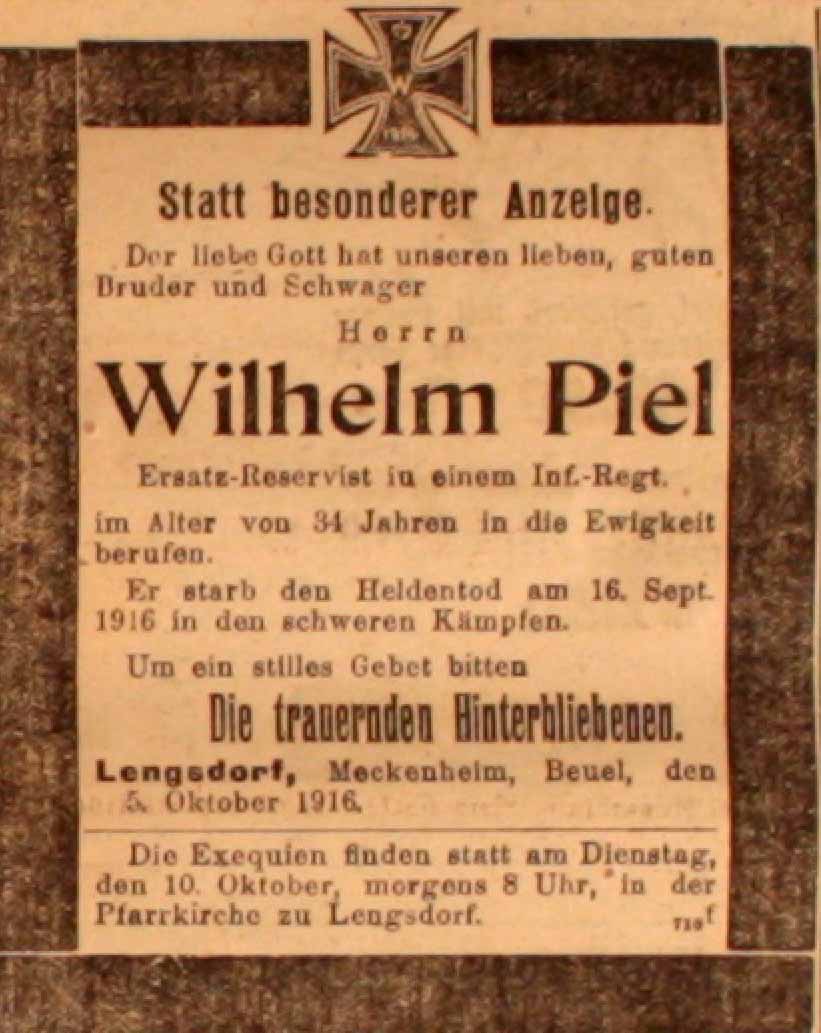 W
Statt besonderer Anzeige.
Der liebe Gott hat unseren lieben, guten
Bruder und Schwager
Herrn
Wilhelm Piel
Ersatz-Reservist in einem Inf.-Regt.
im Alter von 34 Jahren in die Ewigkeit
berufen.
Er starb den Heldentod am 16. Sept.
1916 in den schweren Kämpfen.
Um ein stilles Gebet bitten
Die trauernden Hinterbliebenen.
Lengsdorf, Meckenheim, Beuel, den
5. Oktober 1916.
Die Exequien finden statt am Dienstag,
den 10. Oktober, morgens 8 Uhr, in der
Pfarrkirche zu Lengsdorf.